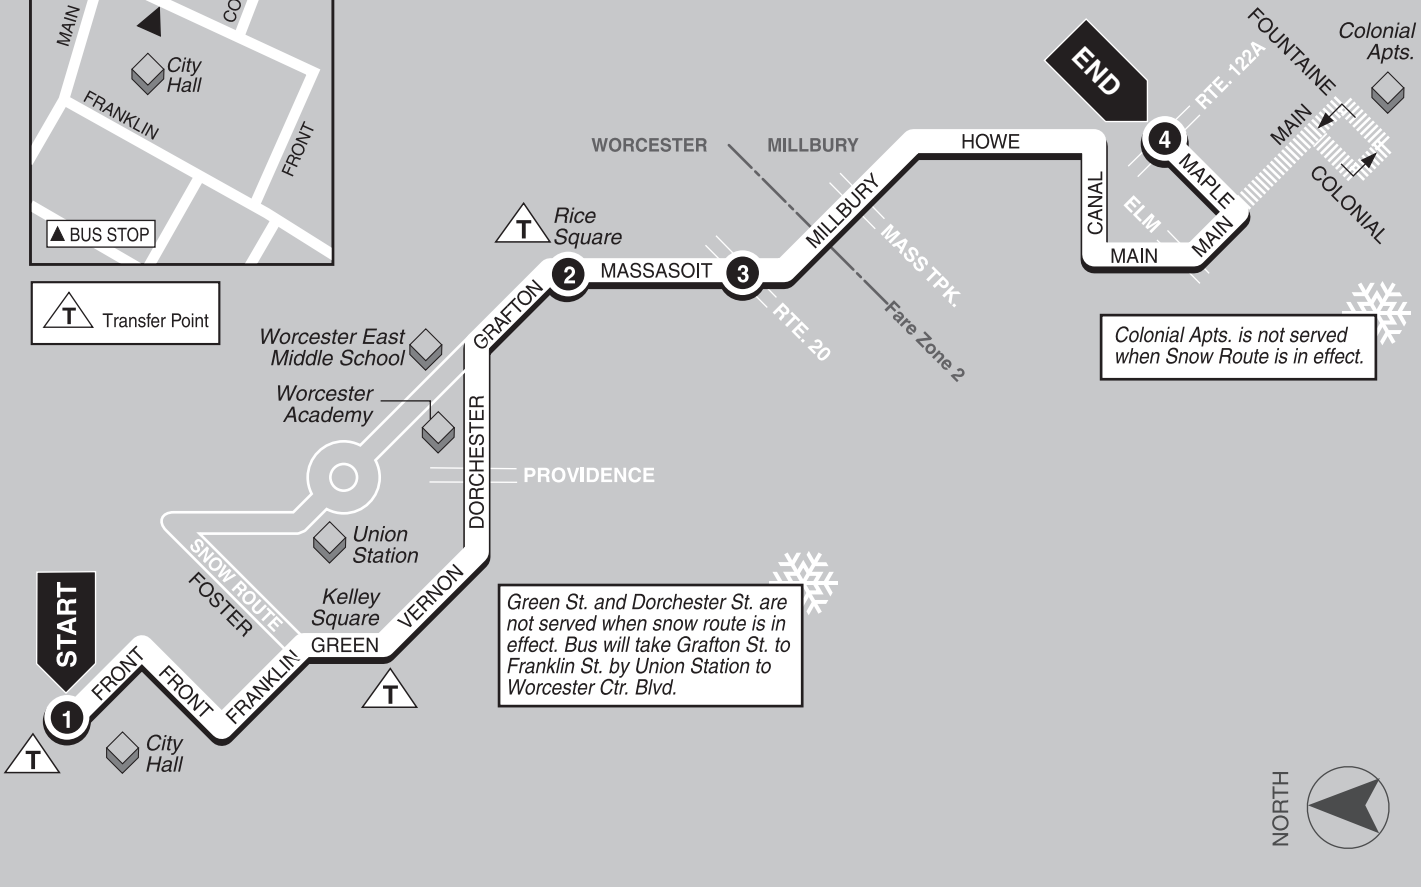 MAIN
CO
City
Hall
FRANKLIN
FRONT
BUS STOP
T
Transfer Point
END
RTE. 122A
FOUNTAINE
Colonial
Apts.
MAIN
COLONIAL
4
MAPLE
WORCESTER
MILLBURY
HOWE
CANAL
ELM
MAIN
MAIN
MILLBURY
MASS TPK.
Fare Zone 2
T
Rice
Square
2
MASSASOIT
3
RTE. 20
GRAFTON
Colonial Apts. is not served
when Snow Route is in effect.
Worcester East
Middle School
Worcester
Academy
DORCHESTER
PROVIDENCE
Union
Station
SNOW ROUTE
FOSTER
Kelley
Square
VERNON
GREEN
T
Green St. and Dorchester St. are
not served when snow route is in
effect. Bus will take Grafton St. to
Franklin St. by Union Station to
Worcester Ctr. Blvd.
START
1
T
FRONT
FRONT
FRANKLIN
City
Hall
NORTH